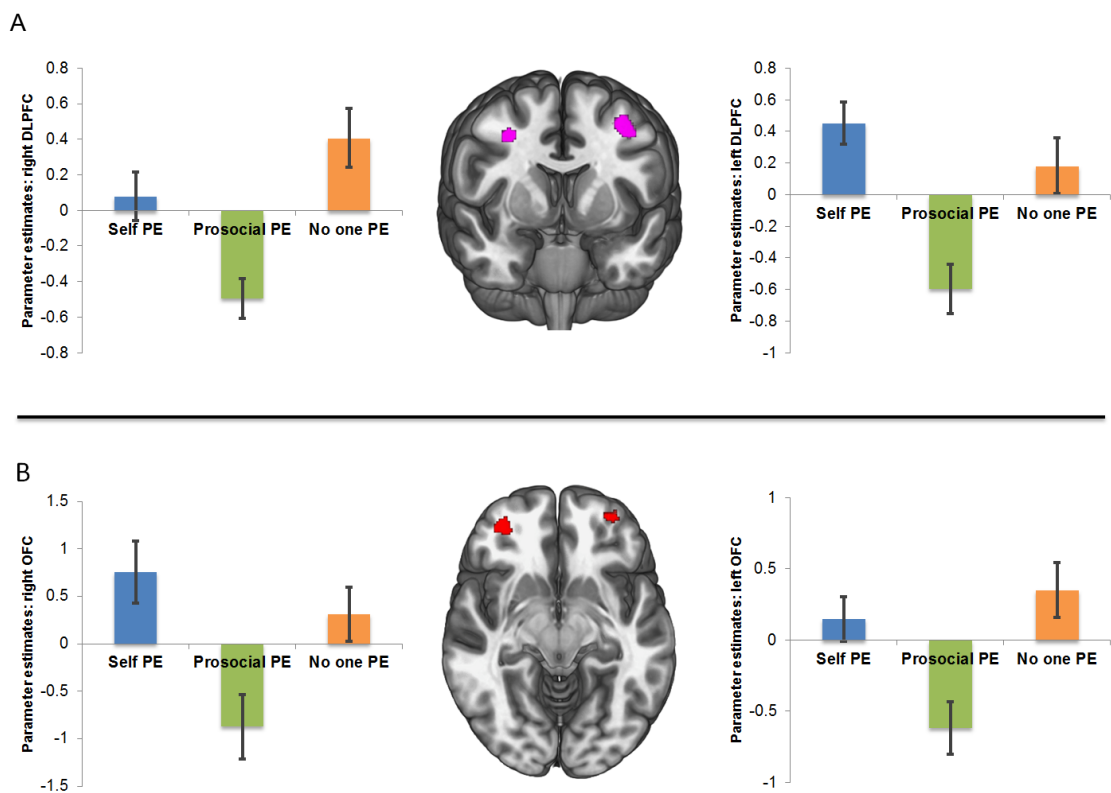 A
Parameter estimates: right DLPFC
0.8
0.6
0.4
0.2
0
-0.2
-0.4
-0.6
-0.8
Self PE
Prosocial PE
No one PE
Parameter estimates: left DLPFC
0.8
0.6
0.4
0.2
0
-0.2
-0.4
-0.6
-0.8
-1
Self PE
Prosocial PE
No one PE
B
Parameter estimates: right OFC
1.5
1
0.5
0
-0.5
-1
-1.5
Self PE
Prosocial PE
No one PE
Parameter estimates: left OFC
1
0.5
0
-0.5
-1
Self PE
Prosocial PE
No one PE